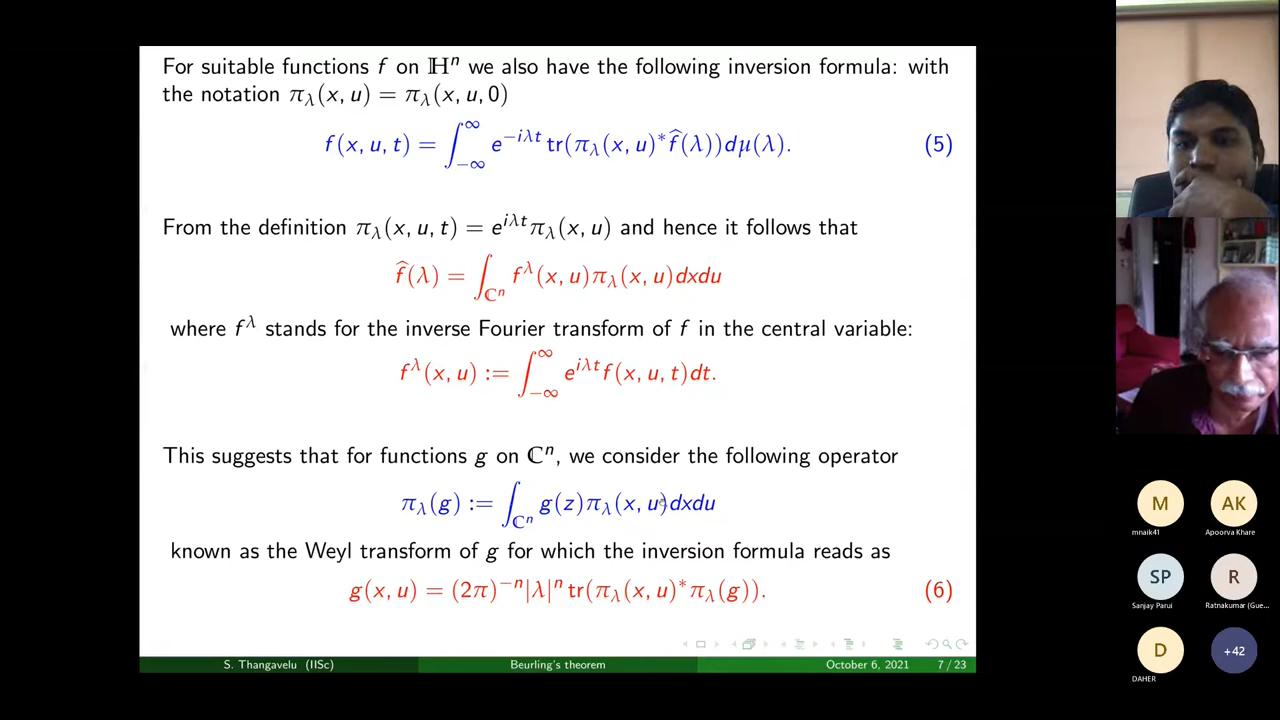 For suitable functions f on ℍⁿ we also have the following inversion formula: with
the notation π_λ(x, u) = π_λ(x, u, 0)
f(x, u, t) = ∫_{−∞}^{∞} e^{−iλt} tr(π_λ(x, u)* f̂(λ))dμ(λ). (5)
From the definition π_λ(x, u, t) = e^{iλt}π_λ(x, u) and hence it follows that
f̂(λ) = ∫_{ℂⁿ} f^λ(x, u)π_λ(x, u)dxdu
where f^λ stands for the inverse Fourier transform of f in the central variable:
f^λ(x, u) := ∫_{−∞}^{∞} e^{iλt} f(x, u, t)dt.
This suggests that for functions g on ℂⁿ, we consider the following operator
π_λ(g) := ∫_{ℂⁿ} g(z)π_λ(x, u)dxdu
known as the Weyl transform of g for which the inversion formula reads as
g(x, u) = (2π)^{−n}|λ|ⁿ tr(π_λ(x, u)*π_λ(g)). (6)
S. Thangavelu (IISc) Beurling's theorem October 6, 2021 7 / 23
M AK
mnaik41 Apoorva Khare
SP R
Sanjay Parui Ratnakumar (Gue...
D +42
DAHER